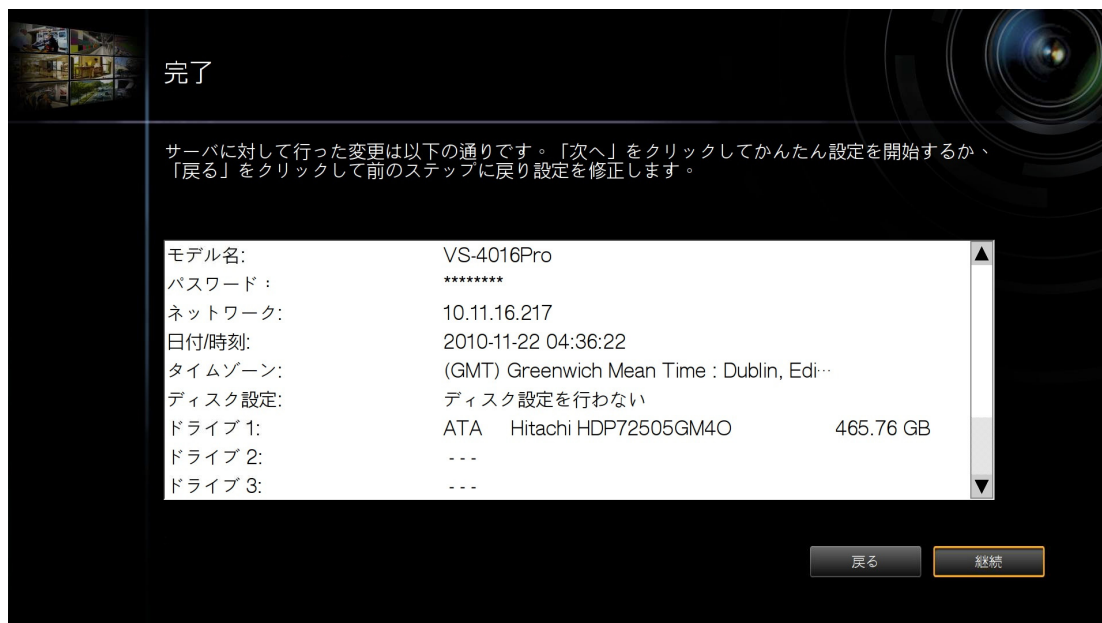 完了
サーバに対して行った変更は以下の通りです。「次へ」をクリックしてかんたん設定を開始するか、
「戻る」をクリックして前のステップに戻り設定を修正します。
モデル名: VS-4016Pro
パスワード： ********
ネットワーク: 10.11.16.217
日付/時刻: 2010-11-22 04:36:22
タイムゾーン: (GMT) Greenwich Mean Time : Dublin, Edi…
ディスク設定: ディスク設定を行わない
ドライブ 1: ATA Hitachi HDP72505GM4O 465.76 GB
ドライブ 2: - - -
ドライブ 3: - - -
戻る 継続